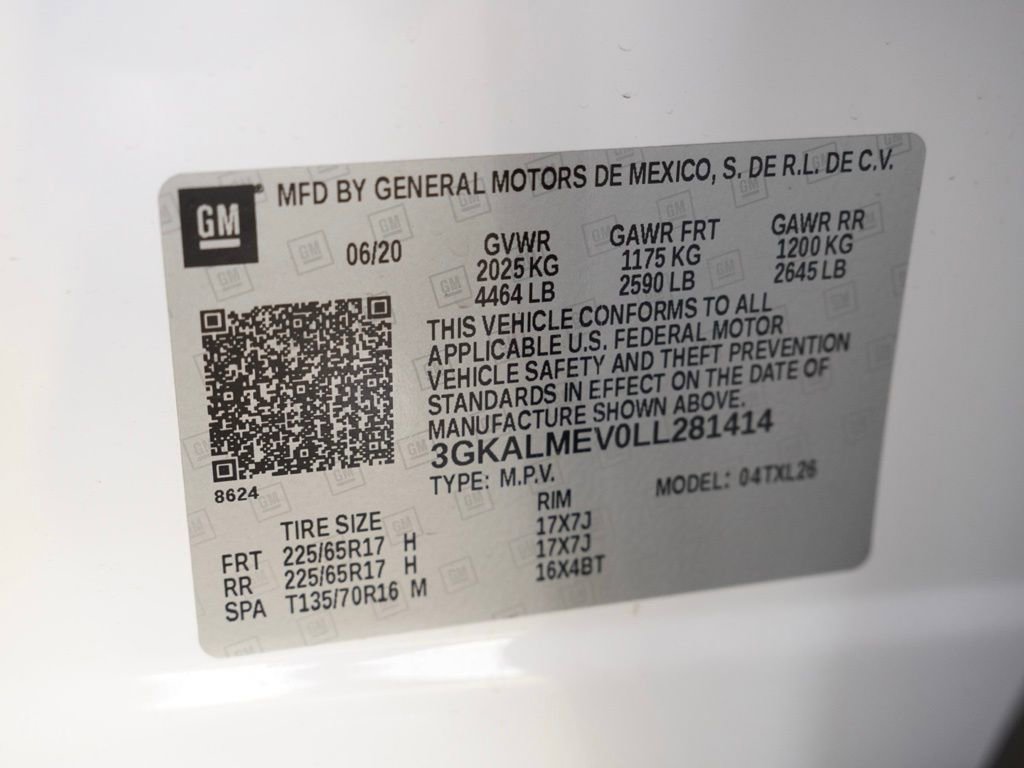 GM
MFD BY GENERAL MOTORS DE MEXICO, S. DE R.L. DE C.V.
06/20
GVWR
2025 KG
4464 LB
GAWR FRT
1175 KG
2590 LB
GAWR RR
1200 KG
2645 LB
THIS VEHICLE CONFORMS TO ALL
APPLICABLE U.S. FEDERAL MOTOR
VEHICLE SAFETY AND THEFT PREVENTION
STANDARDS IN EFFECT ON THE DATE OF
MANUFACTURE SHOWN ABOVE.
3GKALMEV0LL281414
TYPE: M.P.V.
MODEL: 04TXL26
8624
TIRE SIZE RIM
FRT 225/65R17 H 17X7J
RR 225/65R17 H 17X7J
SPA T135/70R16 M 16X4BT